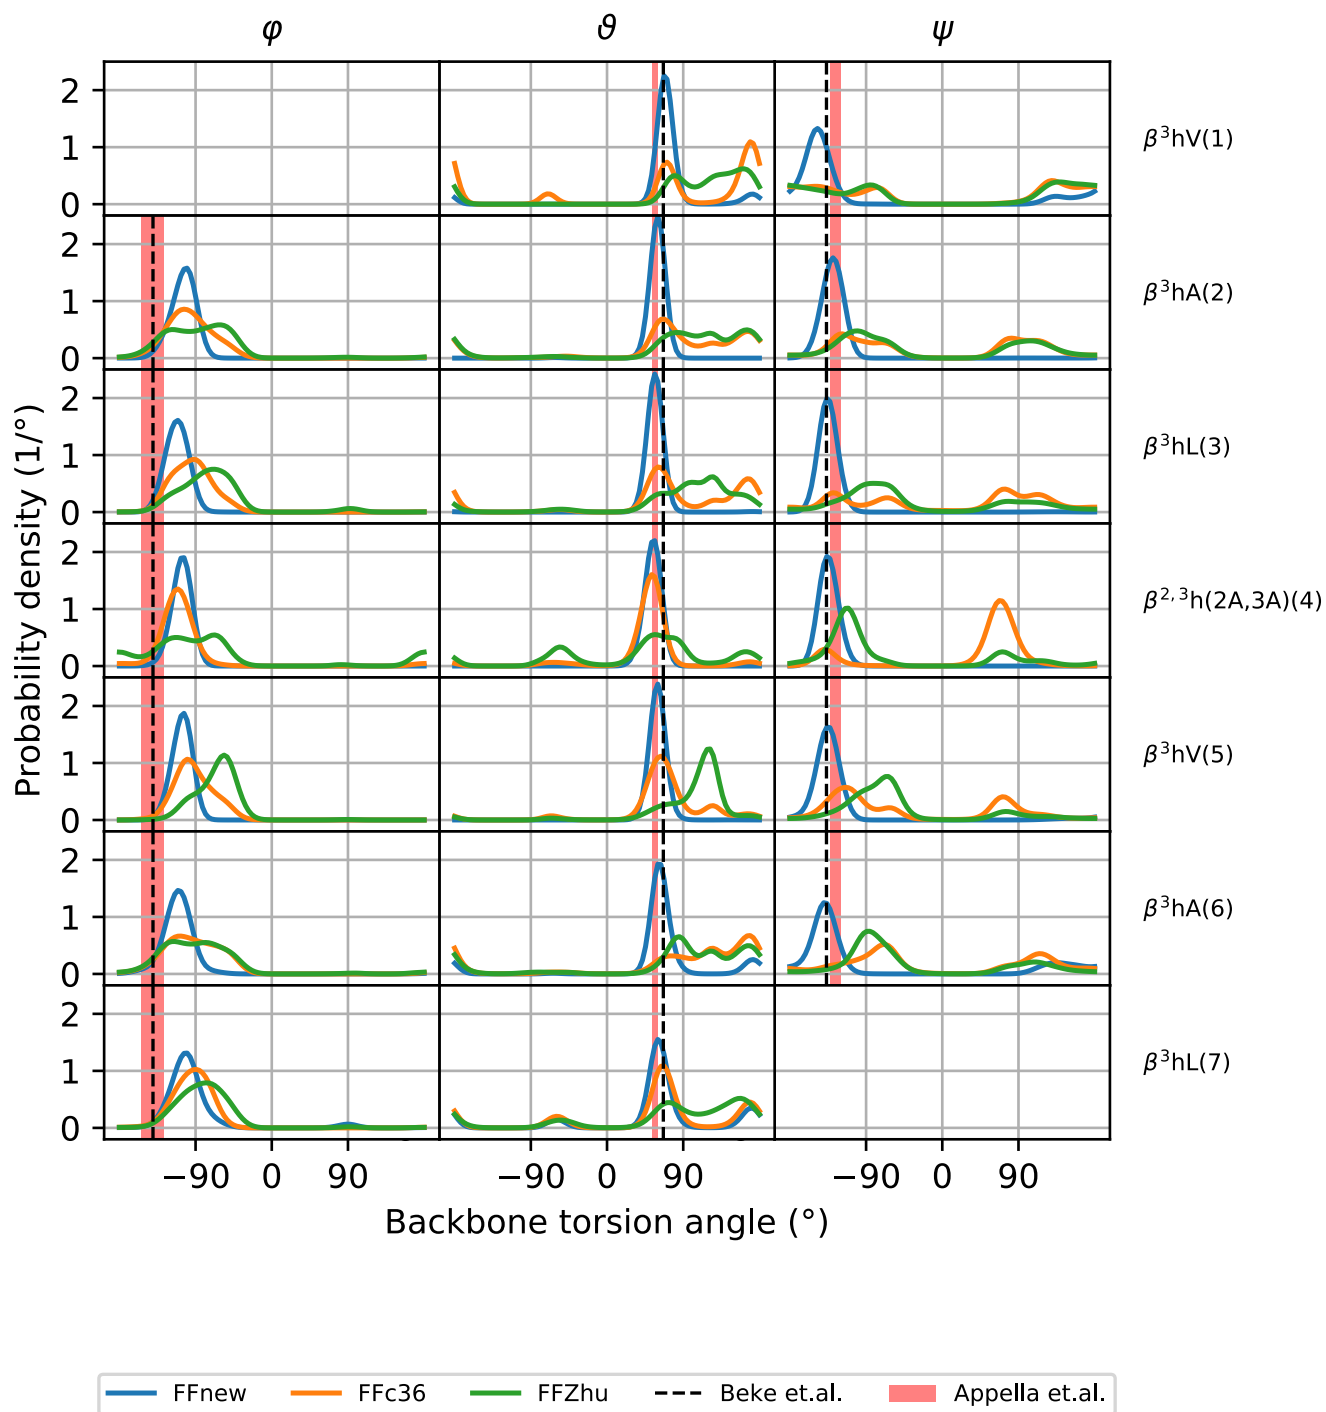 φ ϑ ψ
2
1
0
β³hV(1)
2
1
0
β³hA(2)
2
1
0
β³hL(3)
2
1
0
β²,³h(2A,3A)(4)
2
1
0
β³hV(5)
2
1
0
β³hA(6)
2
1
0
β³hL(7)
Probability density (1/°)
−90 0 90 −90 0 90 −90 0 90
Backbone torsion angle (°)
FFnew FFc36 FFZhu Beke et.al. Appella et.al.